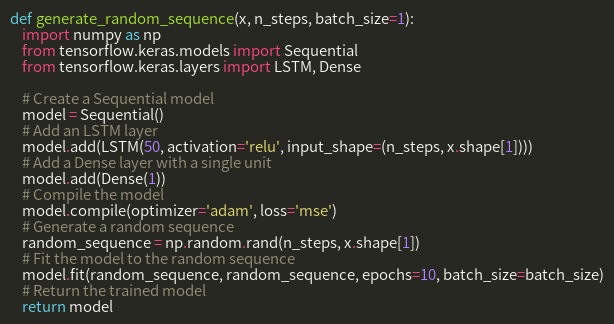 def generate_random_sequence(x, n_steps, batch_size=1):
    import numpy as np
    from tensorflow.keras.models import Sequential
    from tensorflow.keras.layers import LSTM, Dense

    # Create a Sequential model
    model = Sequential()
    # Add an LSTM layer
    model.add(LSTM(50, activation='relu', input_shape=(n_steps, x.shape[1])))
    # Add a Dense layer with a single unit
    model.add(Dense(1))
    # Compile the model
    model.compile(optimizer='adam', loss='mse')
    # Generate a random sequence
    random_sequence = np.random.rand(n_steps, x.shape[1])
    # Fit the model to the random sequence
    model.fit(random_sequence, random_sequence, epochs=10, batch_size=batch_size)
    # Return the trained model
    return model